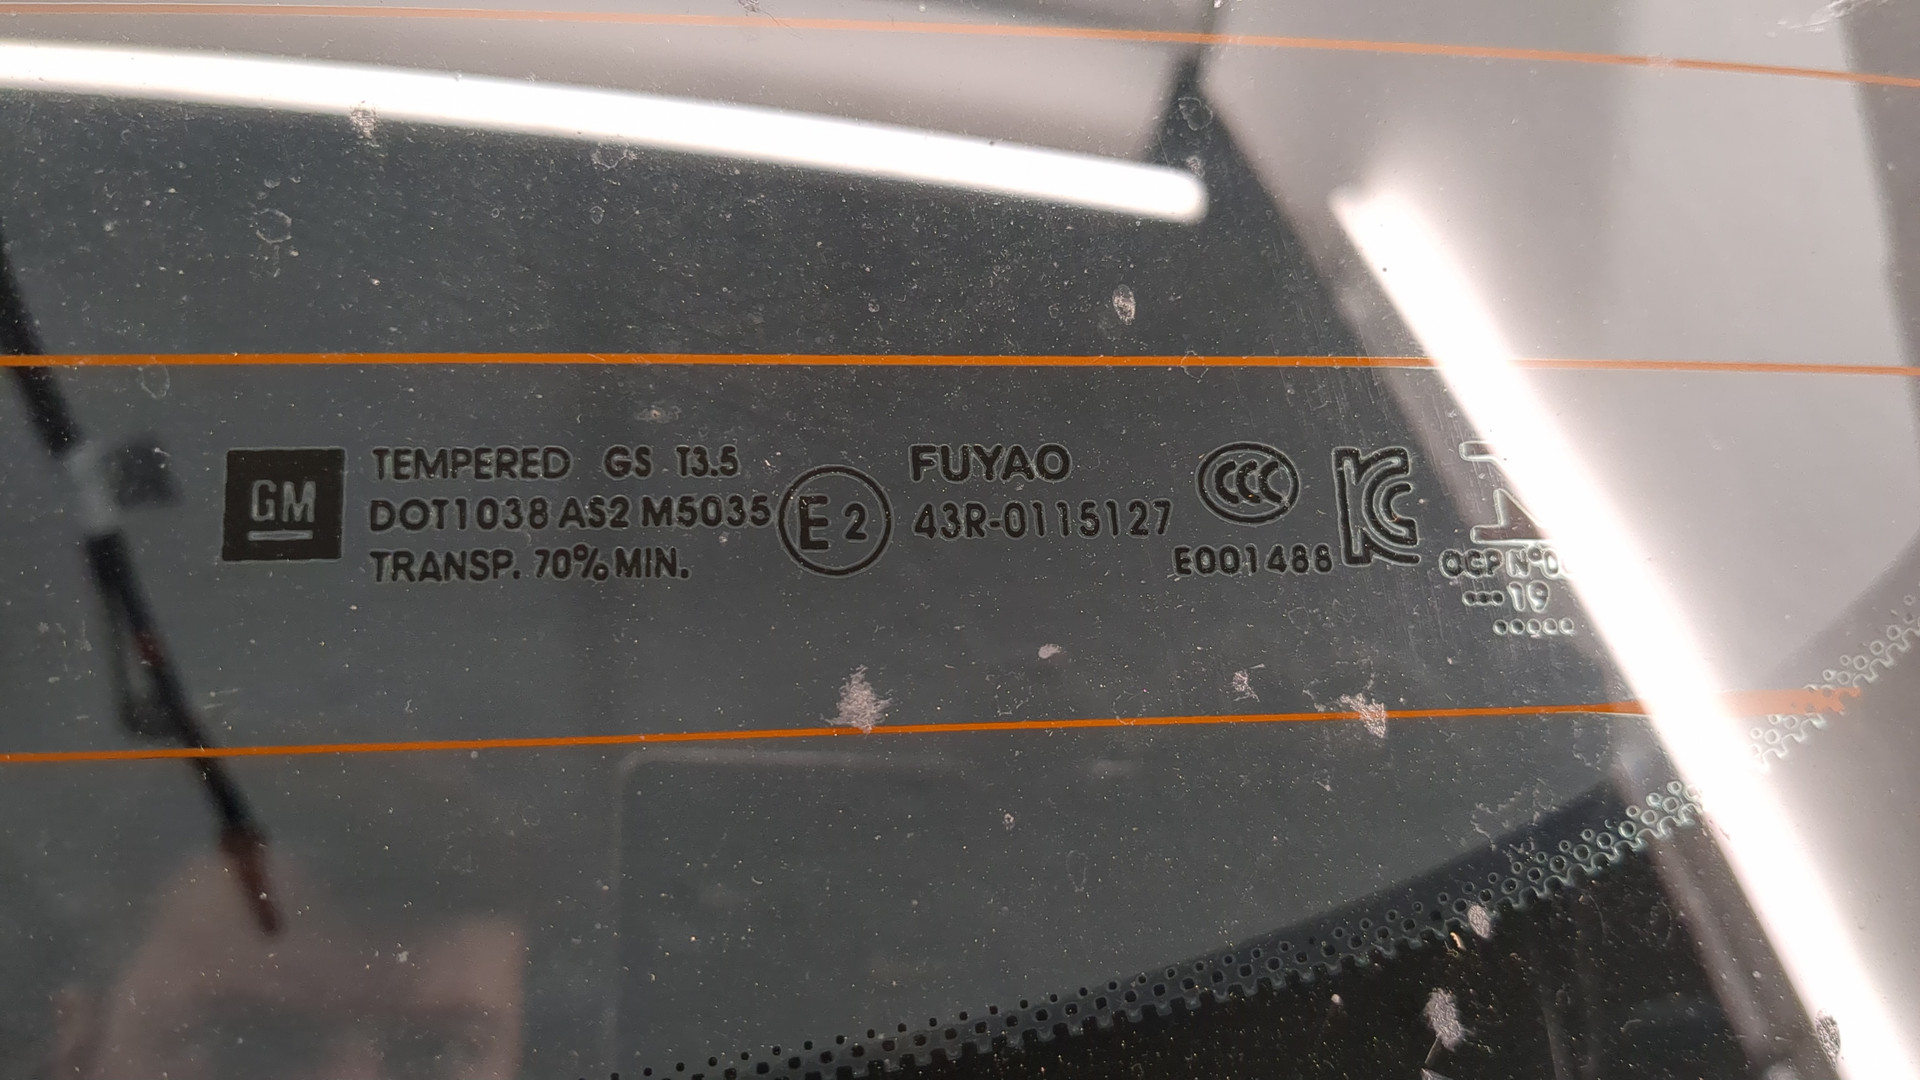 GM
TEMPERED GS T3.5
DOT1038 AS2 M5035
TRANSP. 70% MIN.
E2
FUYAO
43R-0115127
CCC
E001488
KC
OCP N°
19